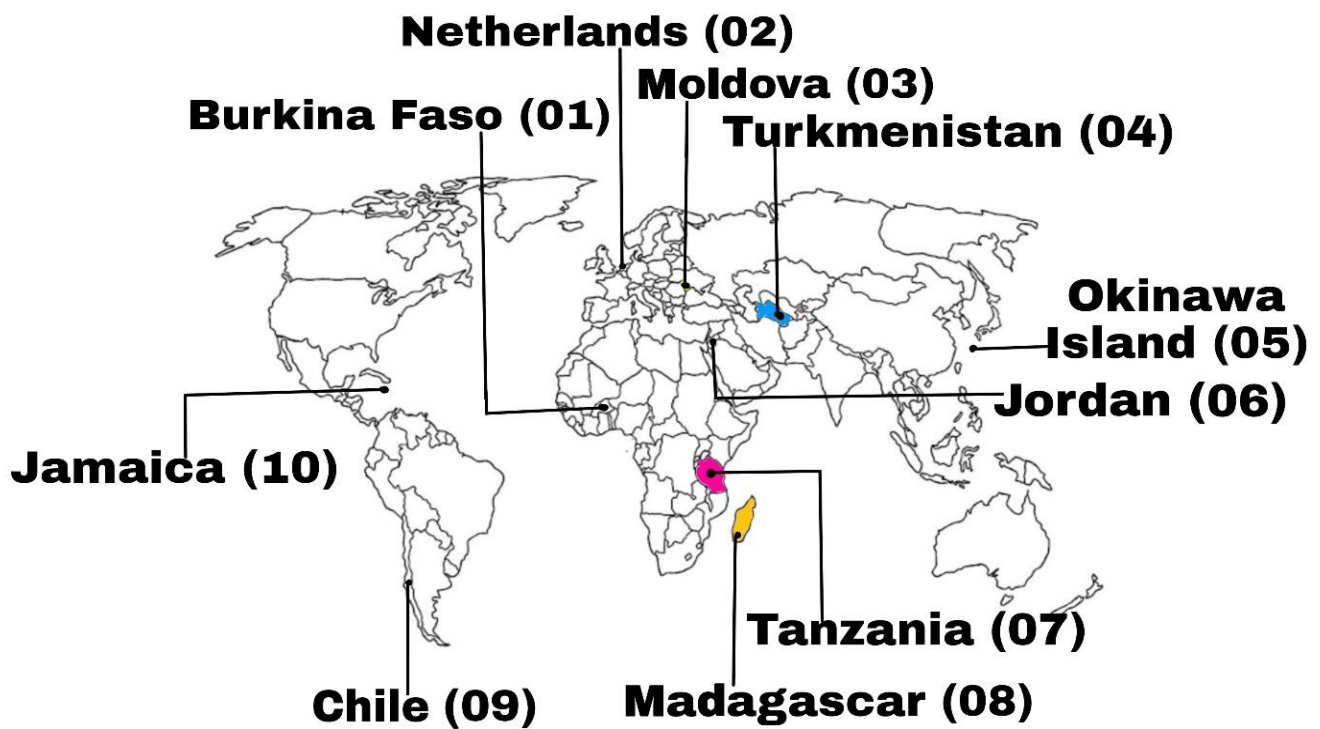 Netherlands (02)
Moldova (03)
Burkina Faso (01)
Turkmenistan (04)
Okinawa
Island (05)
Jordan (06)
Jamaica (10)
Tanzania (07)
Madagascar (08)
Chile (09)